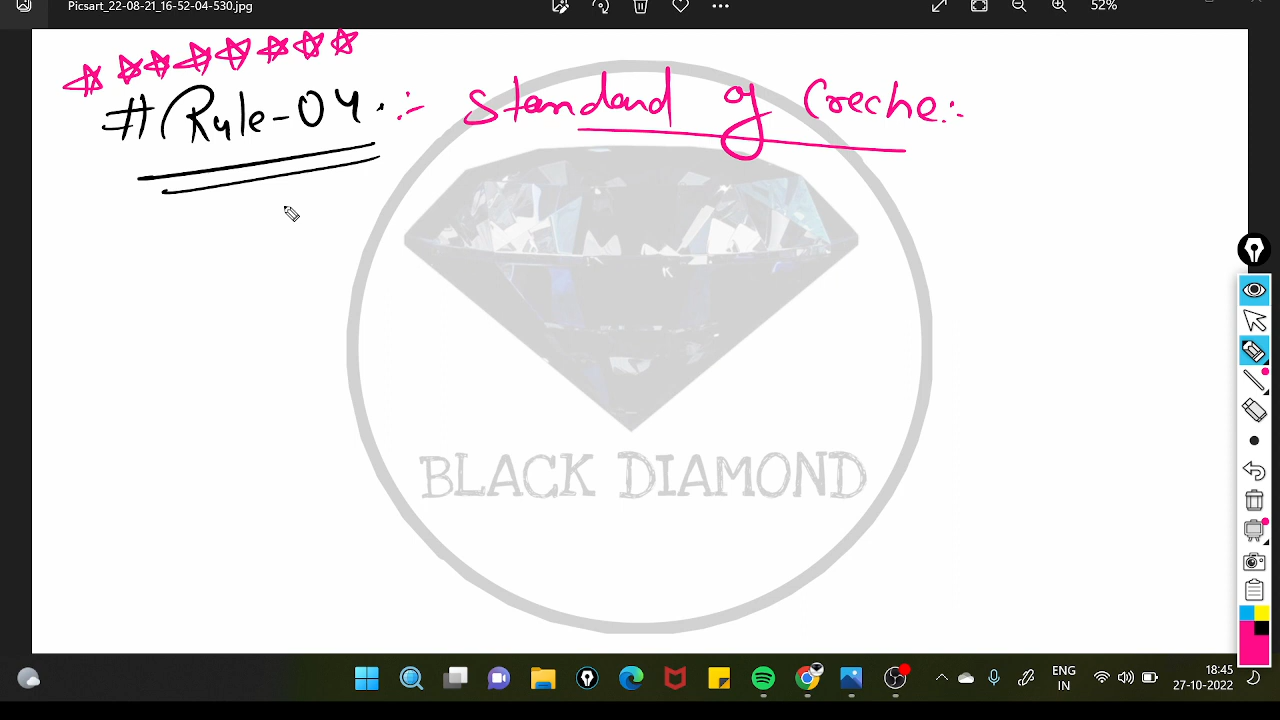 Picsart_22-08-21_16-52-04-530.jpg
52%
#Rule-04.:- Standard of Creche:-
BLACK DIAMOND
ENG
IN
18:45
27-10-2022